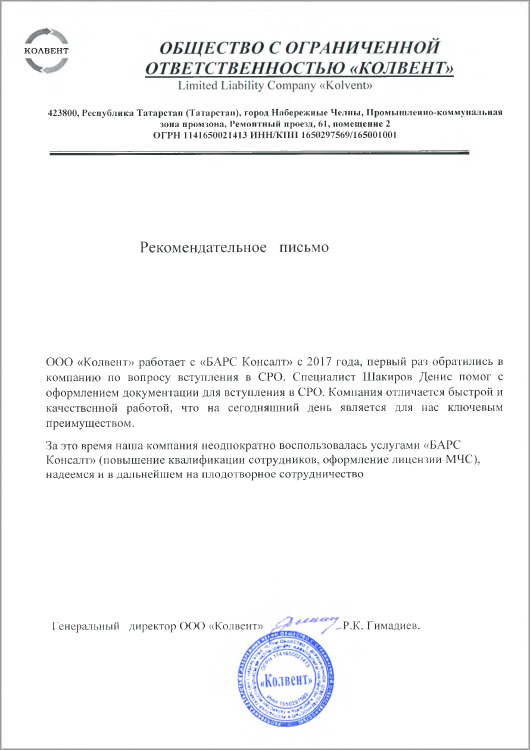 КОЛВЕНТ
ОБЩЕСТВО С ОГРАНИЧЕННОЙ
ОТВЕТСТВЕННОСТЬЮ «КОЛВЕНТ»
Limited Liability Company «Kolvent»
423800, Республика Татарстан (Татарстан), город Набережные Челны, Промышленно-коммунальная
зона промзона, Ремонтный проезд, 61, помещение 2
ОГРН 1141650021413 ИНН/КПП 1650297569/165001001
Рекомендательное письмо
ООО «Колвент» работает с «БАРС Консалт» с 2017 года, первый раз обратились в
компанию по вопросу вступления в СРО. Специалист Шакиров Денис помог с
оформлением документации для вступления в СРО. Компания отличается быстрой и
качественной работой, что на сегодняшний день является для нас ключевым
преимуществом.
За это время наша компания неоднократно воспользовалась услугами «БАРС
Консалт» (повышение квалификации сотрудников, оформление лицензии МЧС),
надеемся и в дальнейшем на плодотворное сотрудничество
Генеральный директор ООО «Колвент» Р.К. Гимадиев.
ОГРН 1141650021413
«Колвент»